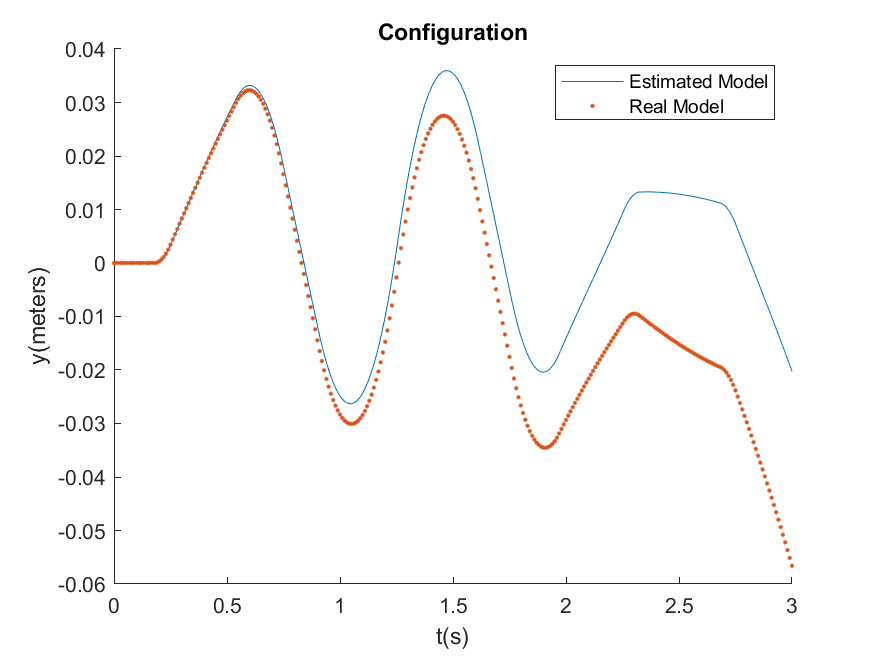 Configuration
Estimated Model
Real Model
0.04
0.03
0.02
0.01
0
-0.01
-0.02
-0.03
-0.04
-0.05
-0.06
y(meters)
0 0.5 1 1.5 2 2.5 3
t(s)